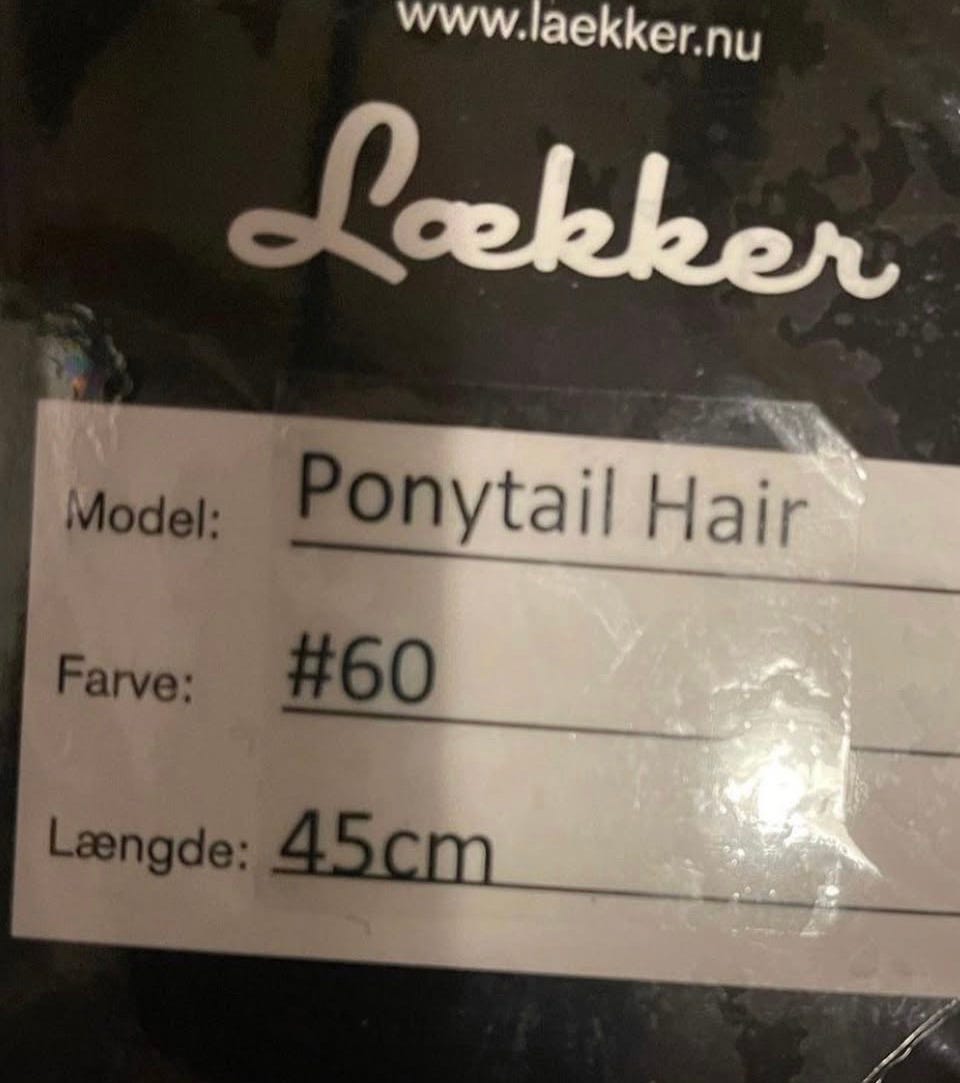 www.laekker.nu
Lækker
Model: Ponytail Hair
Farve: #60
Længde: 45cm